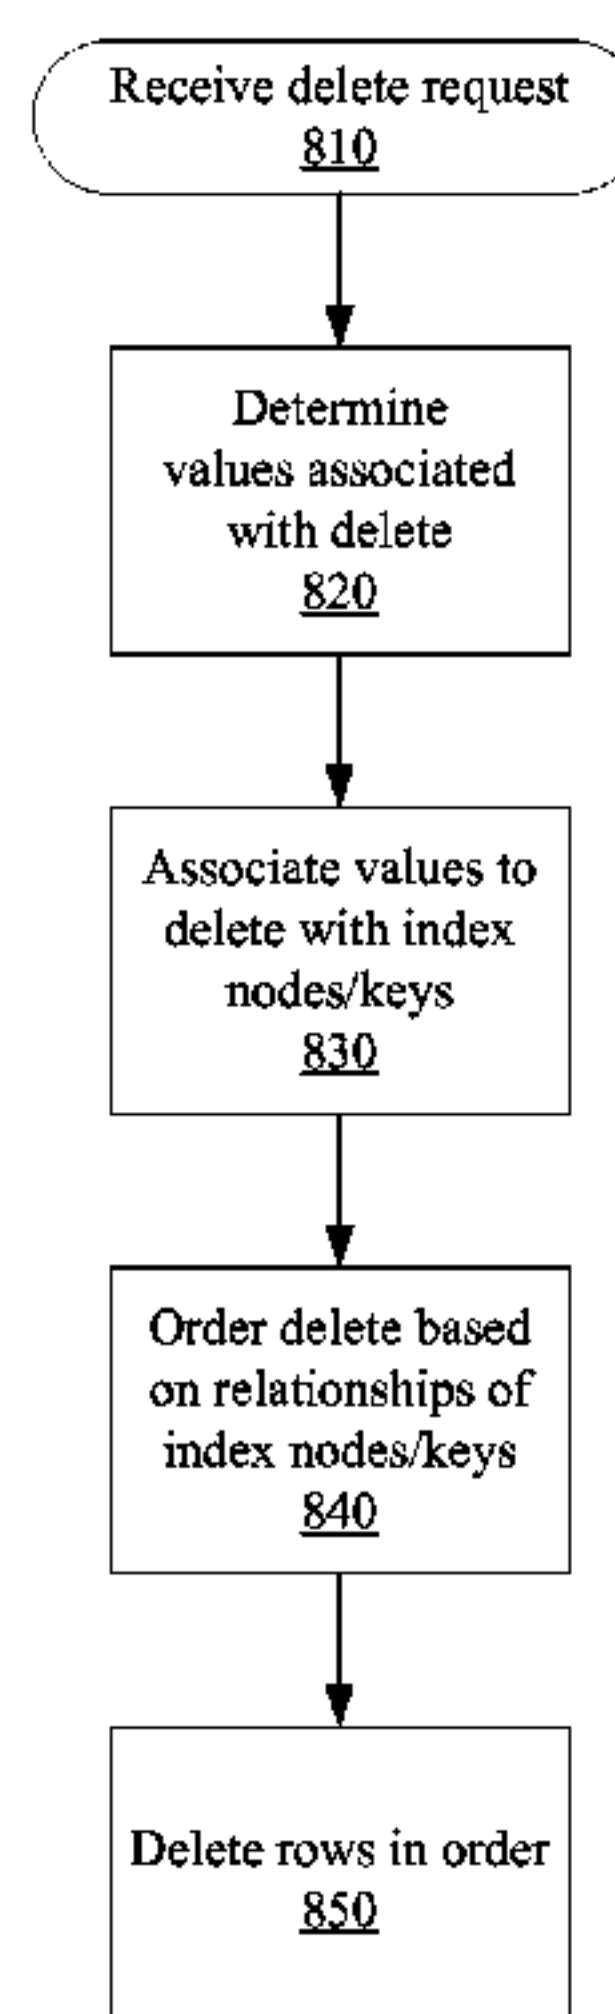 Receive delete request
810
Determine
values associated
with delete
820
Associate values to
delete with index
nodes/keys
830
Order delete based
on relationships of
index nodes/keys
840
Delete rows in order
850